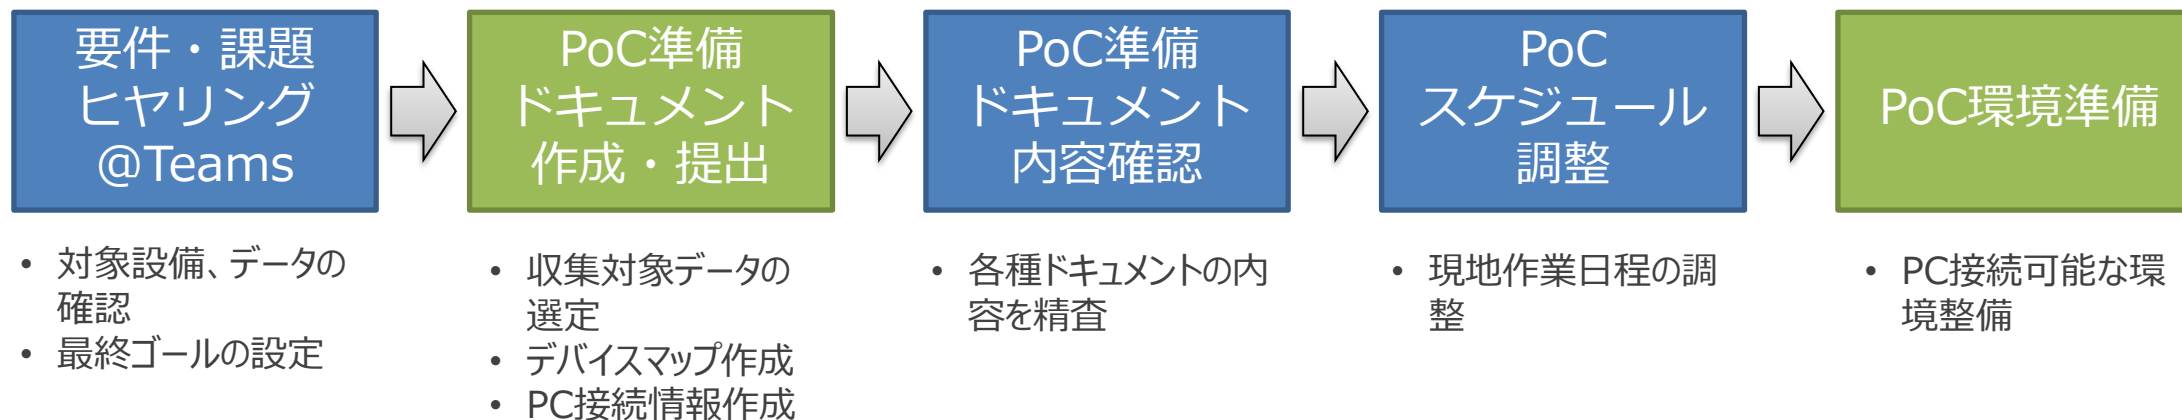 要件・課題
ヒヤリング
@Teams
PoC準備
ドキュメント
作成・提出
PoC準備
ドキュメント
内容確認
PoC
スケジュール
調整
PoC環境準備
• 対象設備、データの
確認
• 最終ゴールの設定
• 収集対象データの
選定
• デバイスマップ作成
• PC接続情報作成
• 各種ドキュメントの内
容を精査
• 現地作業日程の調
整
• PC接続可能な環
境整備